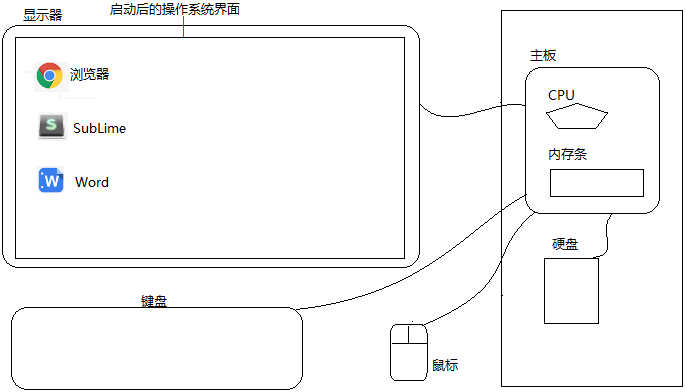 显示器
启动后的操作系统界面
浏览器
SubLime
Word
主板
CPU
内存条
硬盘
键盘
鼠标